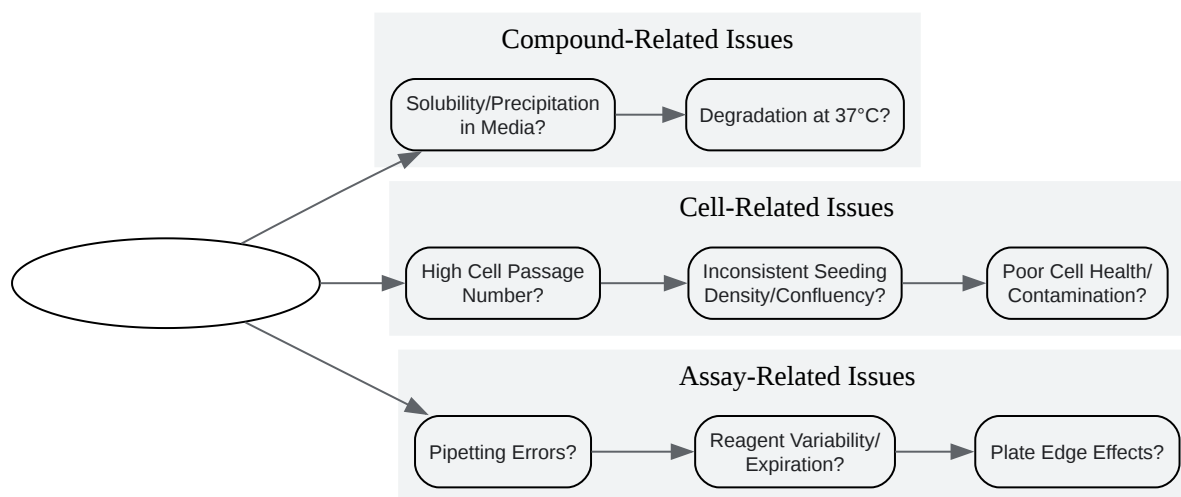 Compound-Related Issues
Solubility/Precipitation
in Media?
Degradation at 37°C?
Cell-Related Issues
High Cell Passage
Number?
Inconsistent Seeding
Density/Confluency?
Poor Cell Health/
Contamination?
Assay-Related Issues
Pipetting Errors?
Reagent Variability/
Expiration?
Plate Edge Effects?